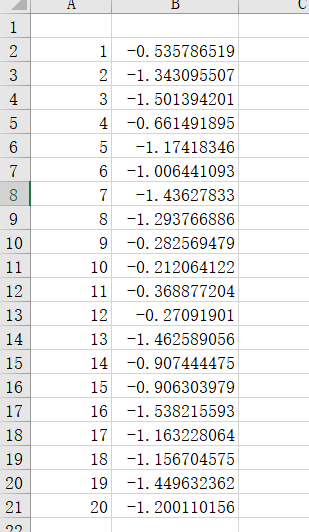 A B C
1
2 1 -0.535786519
3 2 -1.343095507
4 3 -1.501394201
5 4 -0.661491895
6 5 -1.17418346
7 6 -1.006441093
8 7 -1.43627833
9 8 -1.293766886
10 9 -0.282569479
11 10 -0.212064122
12 11 -0.368877204
13 12 -0.27091901
14 13 -1.462589056
15 14 -0.907444475
16 15 -0.906303979
17 16 -1.538215593
18 17 -1.163228064
19 18 -1.156704575
20 19 -1.449632362
21 20 -1.200110156
22